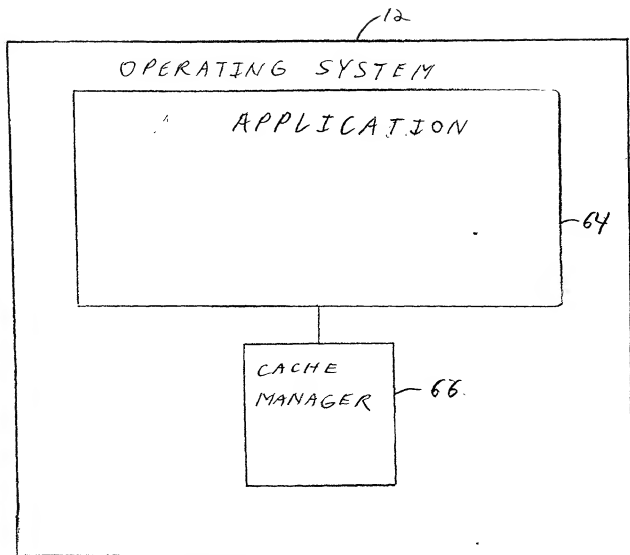 12
OPERATING SYSTEM
APPLICATION
64
CACHE
MANAGER
66